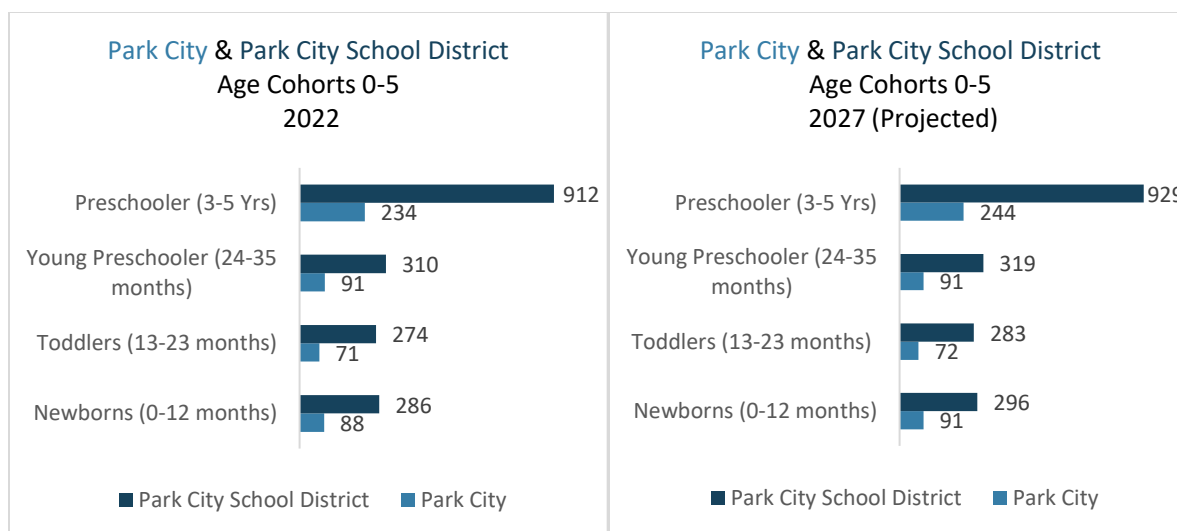 Park City & Park City School District
Age Cohorts 0-5
2022
Preschooler (3-5 Yrs)
912
234
Young Preschooler (24-35
months)
310
91
Toddlers (13-23 months)
274
71
Newborns (0-12 months)
286
88
Park City School District
Park City
Park City & Park City School District
Age Cohorts 0-5
2027 (Projected)
Preschooler (3-5 Yrs)
929
244
Young Preschooler (24-35
months)
319
91
Toddlers (13-23 months)
283
72
Newborns (0-12 months)
296
91
Park City School District
Park City